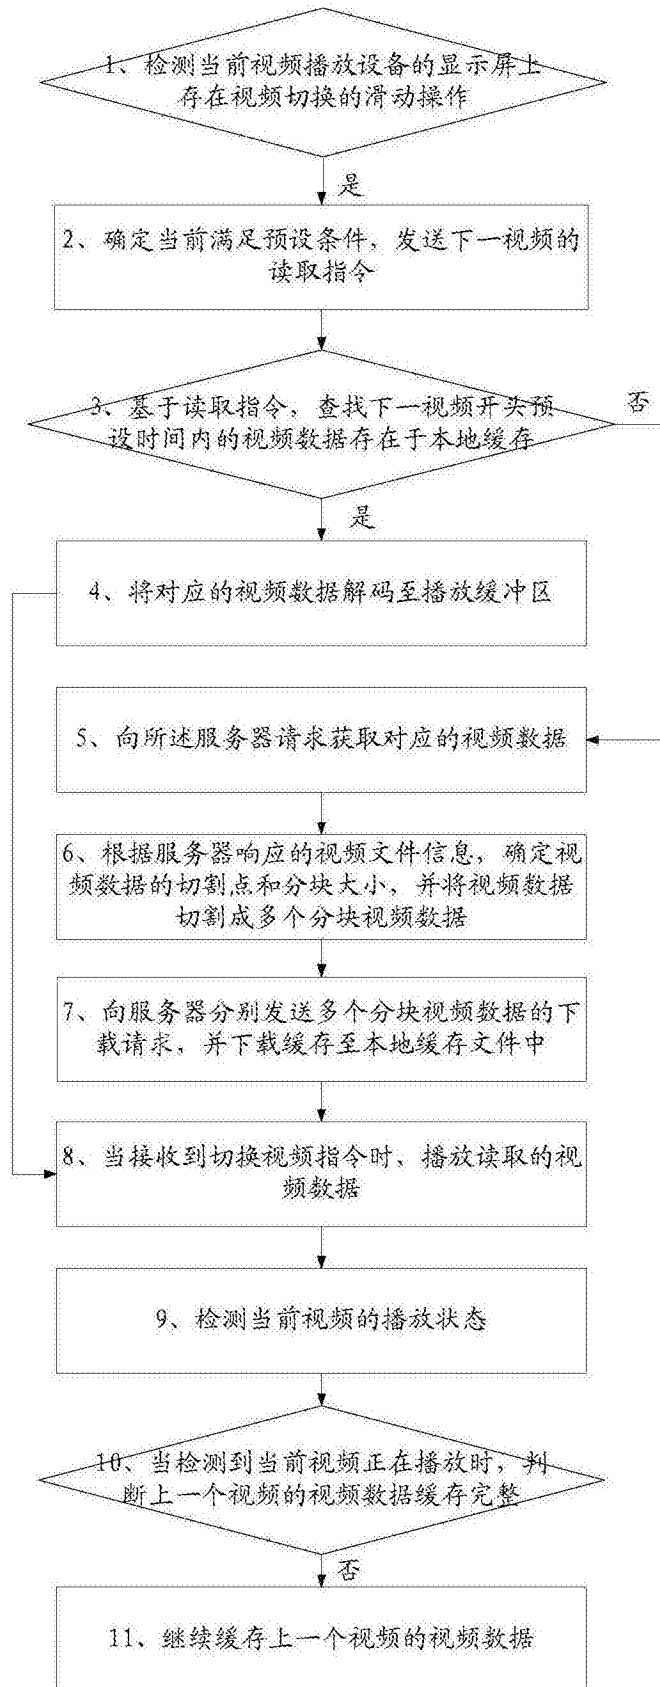 1、检测当前视频播放设备的显示屏上
存在视频切换的滑动操作
是
2、确定当前满足预设条件，发送下一视频的
读取指令
3、基于读取指令，查找下一视频开头预
设时间内的视频数据存在于本地缓存
否
是
4、将对应的视频数据解码至播放缓冲区
5、向所述服务器请求获取对应的视频数据
6、根据服务器响应的视频文件信息，确定视
频数据的切割点和分块大小，并将视频数据
切割成多个分块视频数据
7、向服务器分别发送多个分块视频数据的下
载请求，并下载缓存至本地缓存文件中
8、当接收到切换视频指令时，播放读取的视
频数据
9、检测当前视频的播放状态
10、当检测到当前视频正在播放时，判
断上一个视频的视频数据缓存完整
否
11、继续缓存上一个视频的视频数据